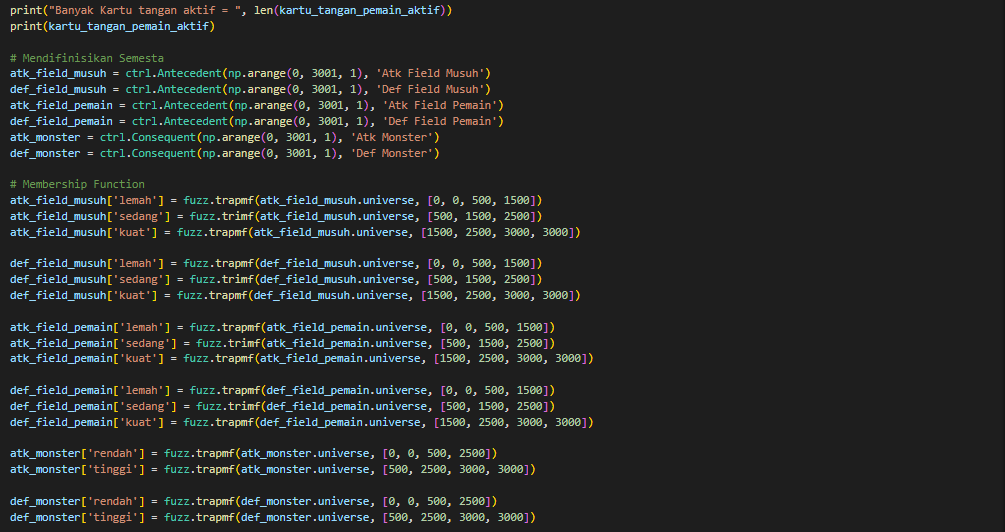 print("Banyak Kartu tangan aktif = ", len(kartu_tangan_pemain_aktif))
print(kartu_tangan_pemain_aktif)
# Mendifinisikan Semesta
atk_field_musuh = ctrl.Antecedent(np.arange(0, 3001, 1), 'Atk Field Musuh')
def_field_musuh = ctrl.Antecedent(np.arange(0, 3001, 1), 'Def Field Musuh')
atk_field_pemain = ctrl.Antecedent(np.arange(0, 3001, 1), 'Atk Field Pemain')
def_field_pemain = ctrl.Antecedent(np.arange(0, 3001, 1), 'Def Field Pemain')
atk_monster = ctrl.Consequent(np.arange(0, 3001, 1), 'Atk Monster')
def_monster = ctrl.Consequent(np.arange(0, 3001, 1), 'Def Monster')
# Membership Function
atk_field_musuh['lemah'] = fuzz.trapmf(atk_field_musuh.universe, [0, 0, 500, 1500])
atk_field_musuh['sedang'] = fuzz.trimf(atk_field_musuh.universe, [500, 1500, 2500])
atk_field_musuh['kuat'] = fuzz.trapmf(atk_field_musuh.universe, [1500, 2500, 3000, 3000])
def_field_musuh['lemah'] = fuzz.trapmf(def_field_musuh.universe, [0, 0, 500, 1500])
def_field_musuh['sedang'] = fuzz.trimf(def_field_musuh.universe, [500, 1500, 2500])
def_field_musuh['kuat'] = fuzz.trapmf(def_field_musuh.universe, [1500, 2500, 3000, 3000])
atk_field_pemain['lemah'] = fuzz.trapmf(atk_field_pemain.universe, [0, 0, 500, 1500])
atk_field_pemain['sedang'] = fuzz.trimf(atk_field_pemain.universe, [500, 1500, 2500])
atk_field_pemain['kuat'] = fuzz.trapmf(atk_field_pemain.universe, [1500, 2500, 3000, 3000])
def_field_pemain['lemah'] = fuzz.trapmf(def_field_pemain.universe, [0, 0, 500, 1500])
def_field_pemain['sedang'] = fuzz.trimf(def_field_pemain.universe, [500, 1500, 2500])
def_field_pemain['kuat'] = fuzz.trapmf(def_field_pemain.universe, [1500, 2500, 3000, 3000])
atk_monster['rendah'] = fuzz.trapmf(atk_monster.universe, [0, 0, 500, 2500])
atk_monster['tinggi'] = fuzz.trapmf(atk_monster.universe, [500, 2500, 3000, 3000])
def_monster['rendah'] = fuzz.trapmf(def_monster.universe, [0, 0, 500, 2500])
def_monster['tinggi'] = fuzz.trapmf(def_monster.universe, [500, 2500, 3000, 3000])